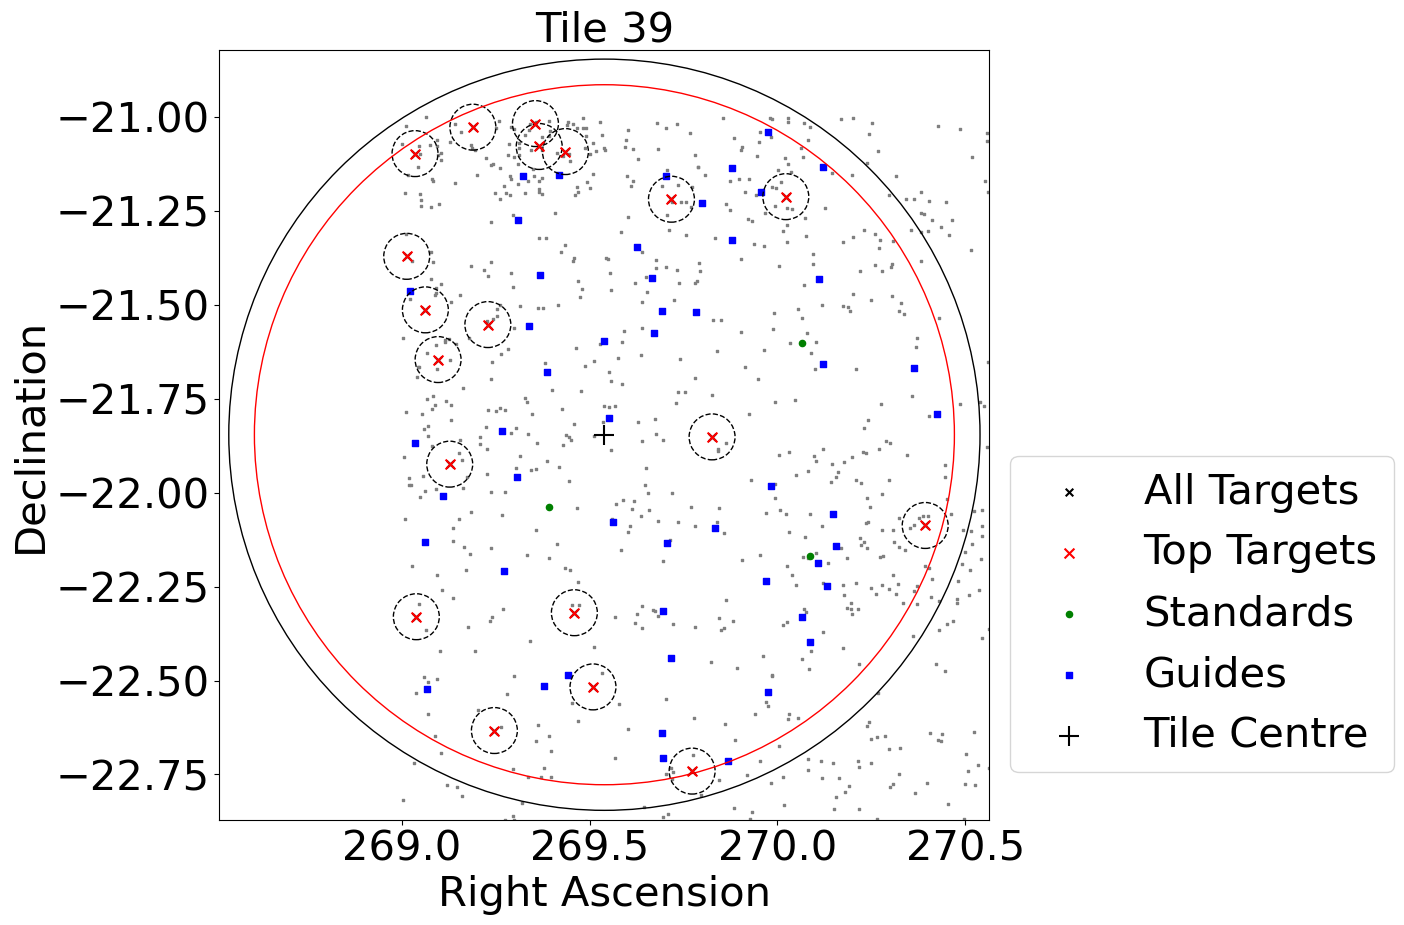 Tile 39
−21.00
−21.25
−21.50
−21.75
−22.00
−22.25
−22.50
−22.75
Declination
269.0 269.5 270.0 270.5
Right Ascension
All Targets
Top Targets
Standards
Guides
Tile Centre